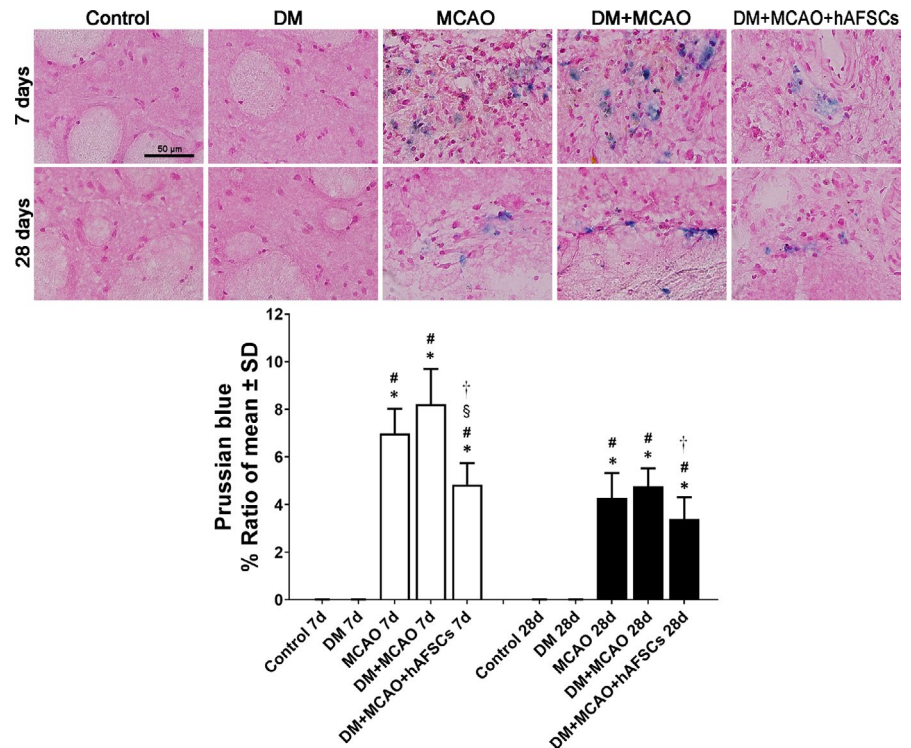 Control DM MCAO DM+MCAO DM+MCAO+hAFSCs
7 days
50 µm
28 days
Prussian blue
% Ratio of mean ± SD
12
10
8
6
4
2
0
#
*
#
*
†
§
#
*
#
*
#
*
†
#
*
Control 7d
DM 7d
MCAO 7d
DM+MCAO 7d
DM+MCAO+hAFSCs 7d
Control 28d
DM 28d
MCAO 28d
DM+MCAO 28d
DM+MCAO+hAFSCs 28d